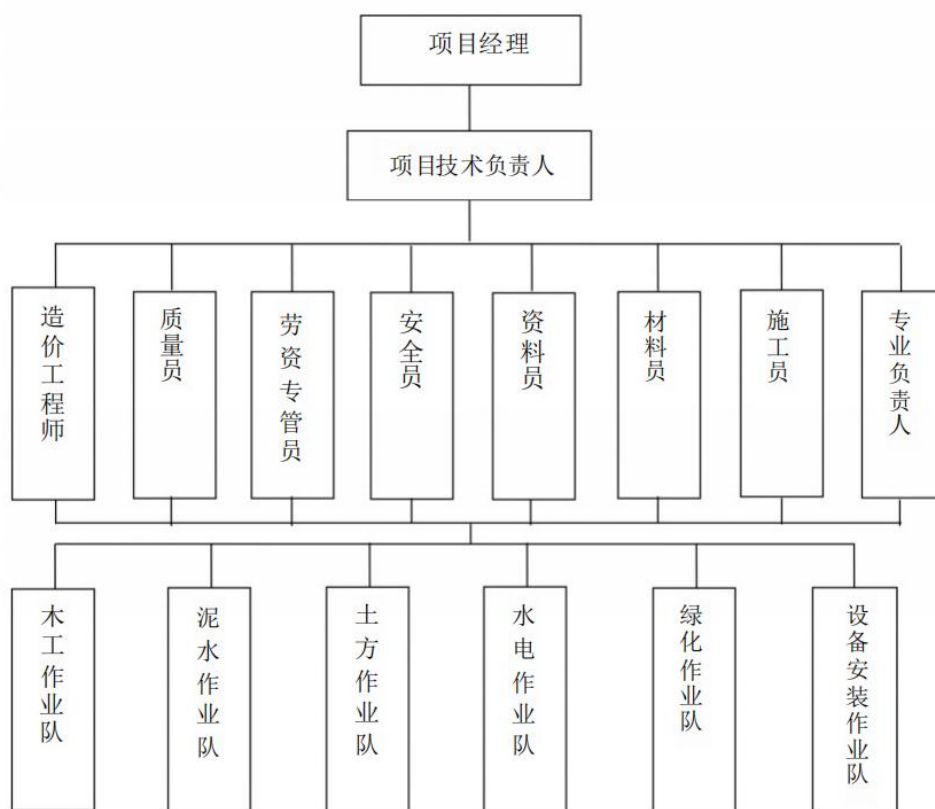 项目经理
项目技术负责人
造价工程师
质量员
劳资专管员
安全员
资料员
材料员
施工员
专业负责人
木工作业队
泥水作业队
土方作业队
水电作业队
绿化作业队
设备安装作业队